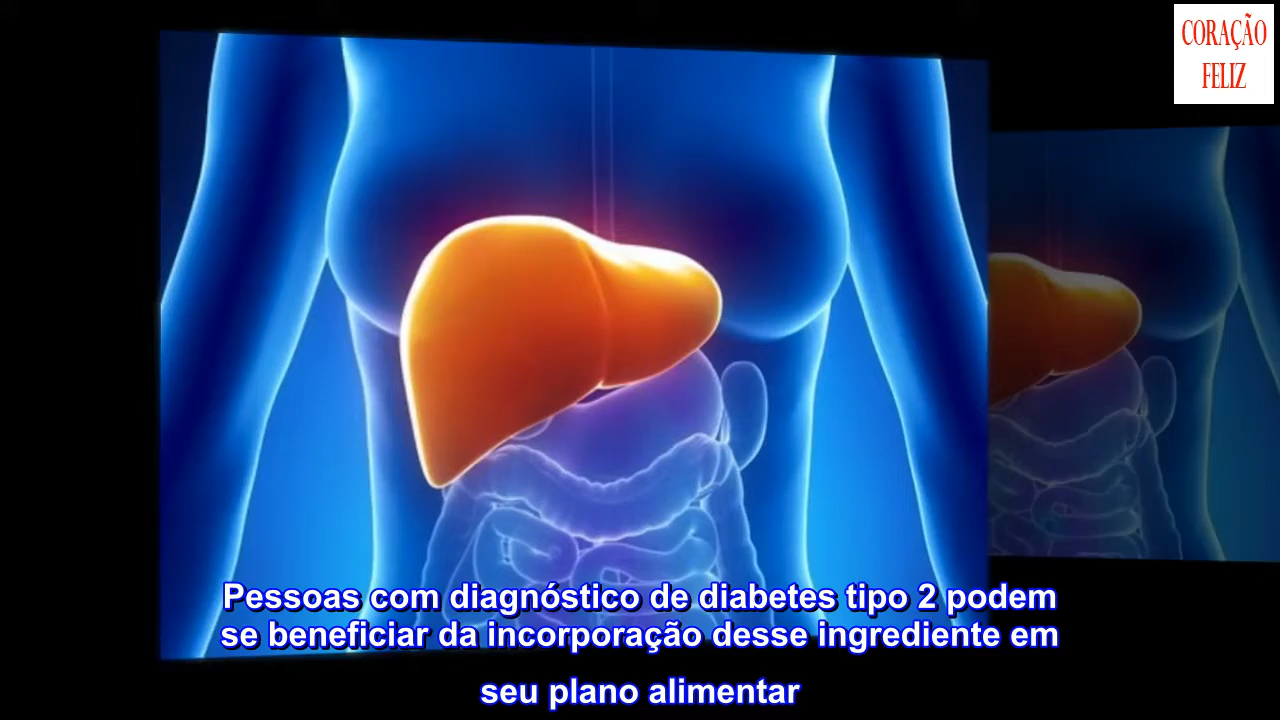 CORAÇÃO
FELIZ
Pessoas com diagnóstico de diabetes tipo 2 podem
se beneficiar da incorporação desse ingrediente em
seu plano alimentar